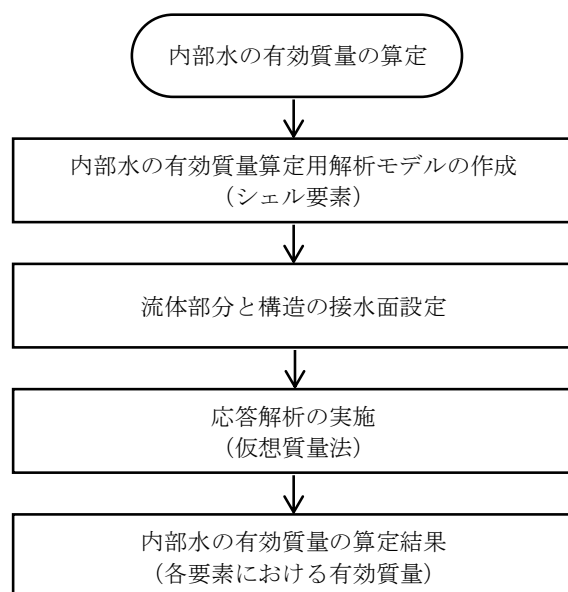 内部水の有効質量の算定
内部水の有効質量算定用解析モデルの作成
（シェル要素）
流体部分と構造の接水面設定
応答解析の実施
（仮想質量法）
内部水の有効質量の算定結果
（各要素における有効質量）